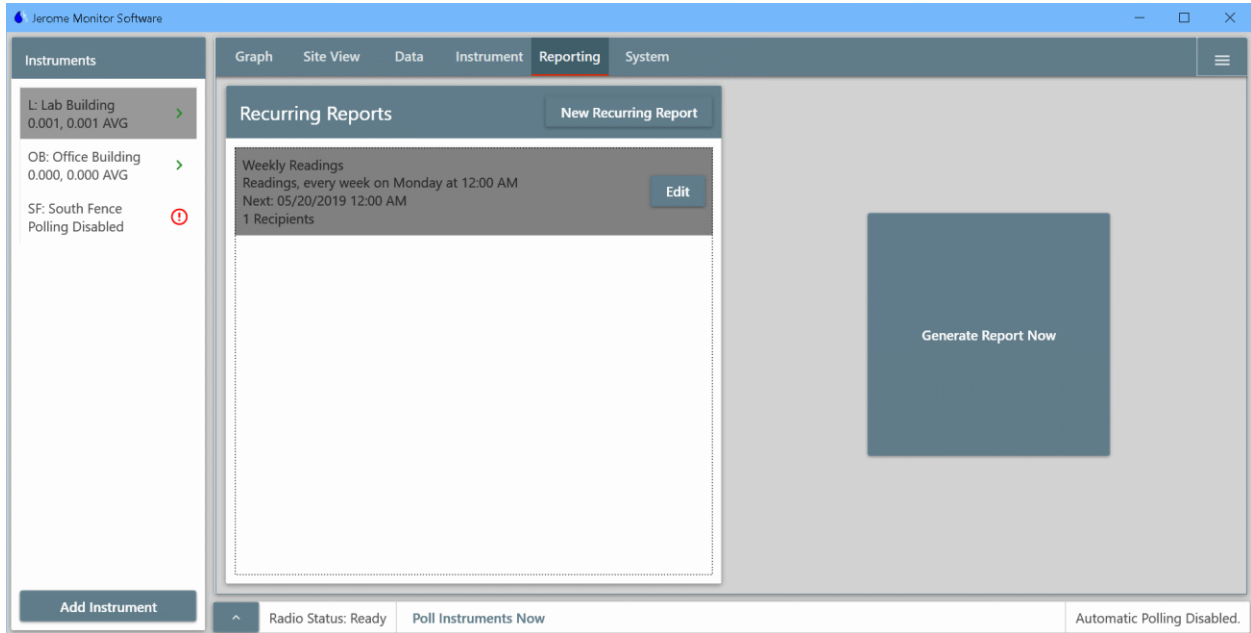 Jerome Monitor Software
Instruments
L: Lab Building
0.001, 0.001 AVG
OB: Office Building
0.000, 0.000 AVG
SF: South Fence
Polling Disabled
Add Instrument
Graph Site View Data Instrument Reporting System
Recurring Reports
New Recurring Report
Weekly Readings
Readings, every week on Monday at 12:00 AM
Next: 05/20/2019 12:00 AM
1 Recipients
Edit
Generate Report Now
Radio Status: Ready
Poll Instruments Now
Automatic Polling Disabled.